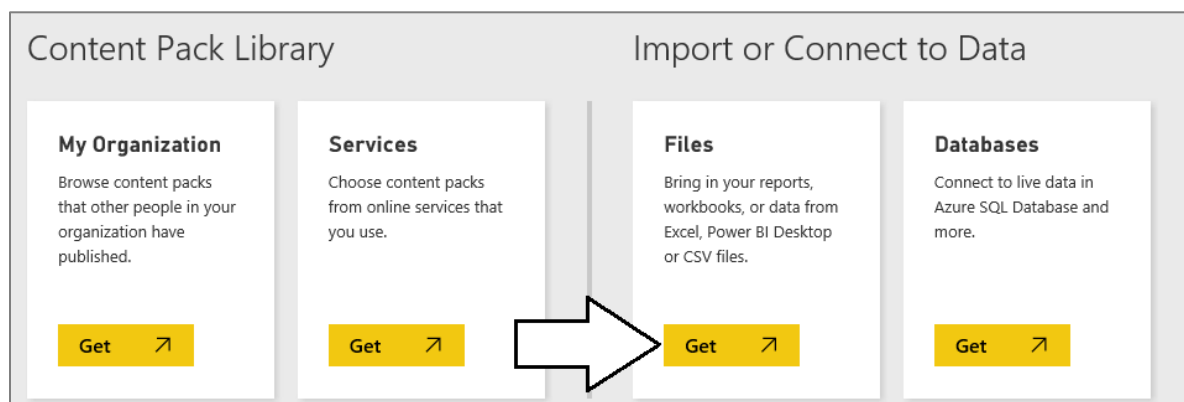 Content Pack Library
Import or Connect to Data
My Organization
Browse content packs
that other people in your
organization have
published.
Get
Services
Choose content packs
from online services that
you use.
Get
Files
Bring in your reports,
workbooks, or data from
Excel, Power BI Desktop
or CSV files.
Get
Databases
Connect to live data in
Azure SQL Database and
more.
Get